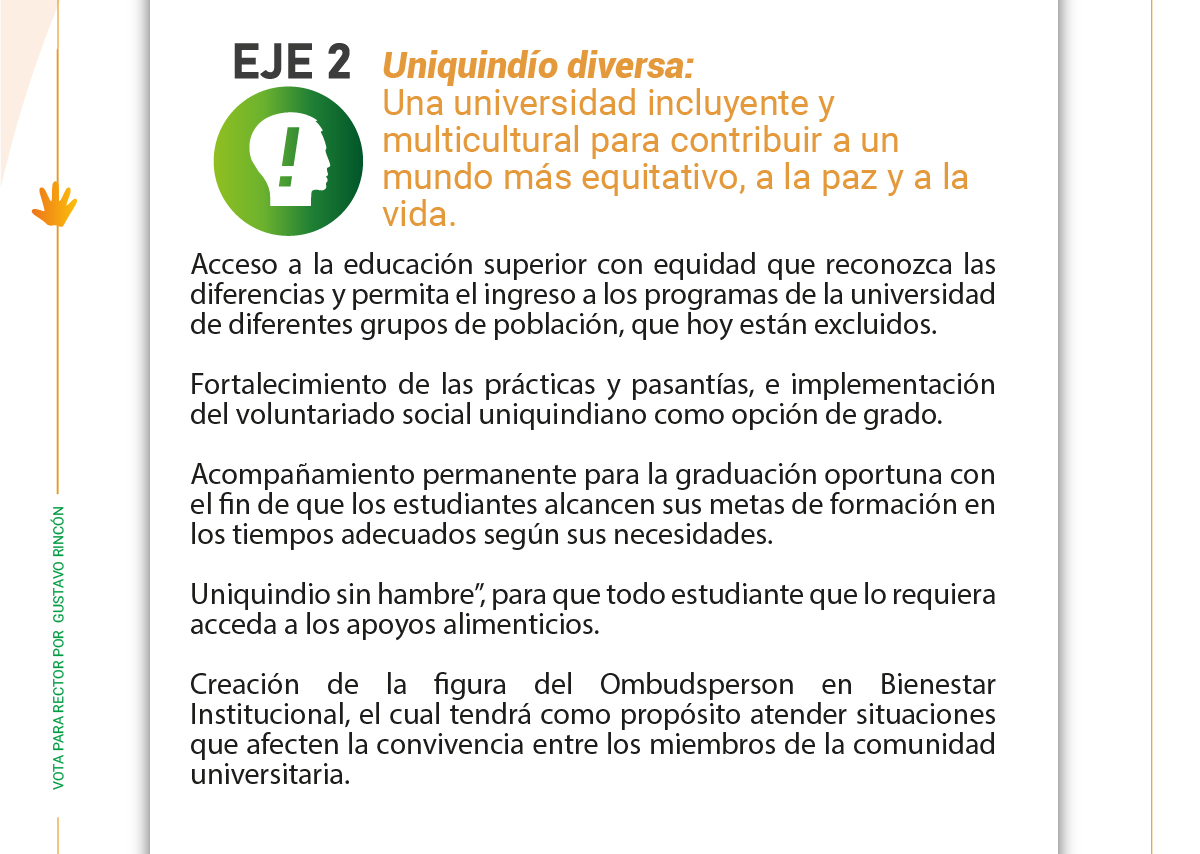 EJE 2
!
Uniquindío diversa:
Una universidad incluyente y
multicultural para contribuir a un
mundo más equitativo, a la paz y a la
vida.
Acceso a la educación superior con equidad que reconozca las
diferencias y permita el ingreso a los programas de la universidad
de diferentes grupos de población, que hoy están excluidos.
Fortalecimiento de las prácticas y pasantías, e implementación
del voluntariado social uniquindiano como opción de grado.
Acompañamiento permanente para la graduación oportuna con
el fin de que los estudiantes alcancen sus metas de formación en
los tiempos adecuados según sus necesidades.
Uniquindio sin hambre”, para que todo estudiante que lo requiera
acceda a los apoyos alimenticios.
Creación de la figura del Ombudsperson en Bienestar
Institucional, el cual tendrá como propósito atender situaciones
que afecten la convivencia entre los miembros de la comunidad
universitaria.
VOTA PARA RECTOR POR GUSTAVO RINCÓN